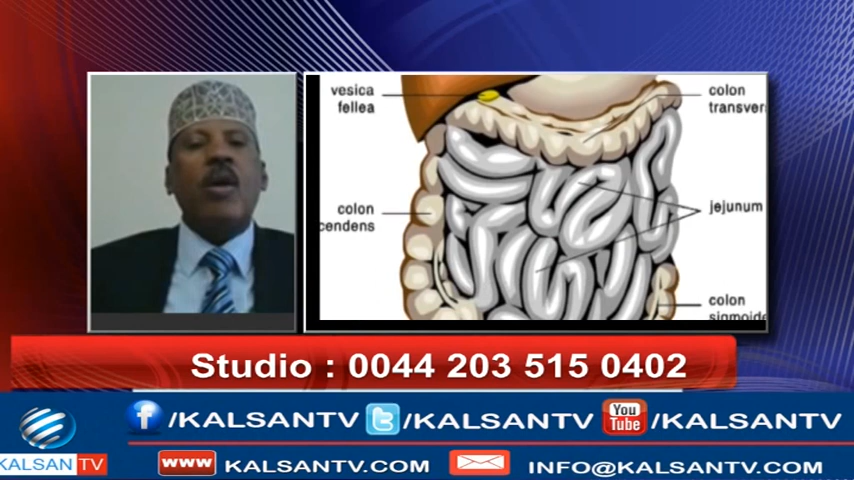 vesica
fellea
colon
transver
colon
cendens
jejunum
colon
sigmoide
Studio : 0044 203 515 0402
f /KALSANTV t /KALSANTV You Tube /KALSANTV
KALSAN TV
www KALSANTV.COM INFO@KALSANTV.COM